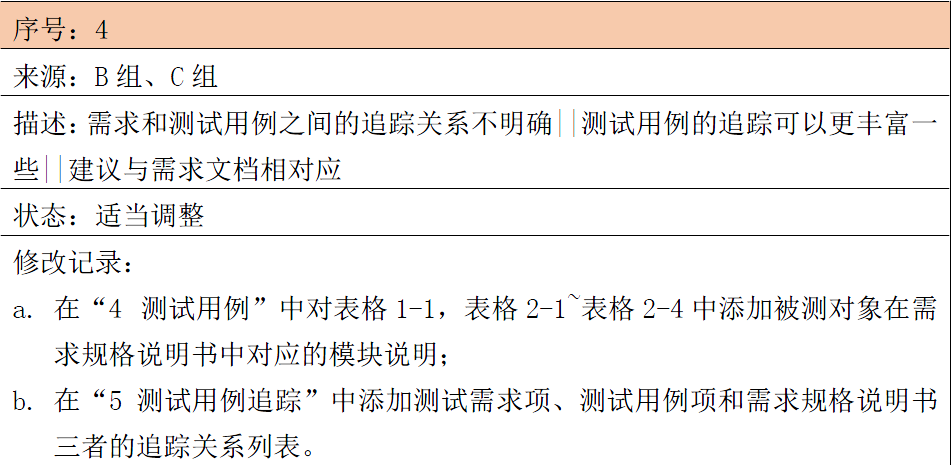 序号：4
来源：B 组、C 组
描述：需求和测试用例之间的追踪关系不明确||测试用例的追踪可以更丰富一
些||建议与需求文档相对应
状态：适当调整
修改记录：
a. 在“4 测试用例”中对表格 1-1，表格 2-1~表格 2-4 中添加被测对象在需
求规格说明书中对应的模块说明；
b. 在“5 测试用例追踪”中添加测试需求项、测试用例项和需求规格说明书
三者的追踪关系列表。